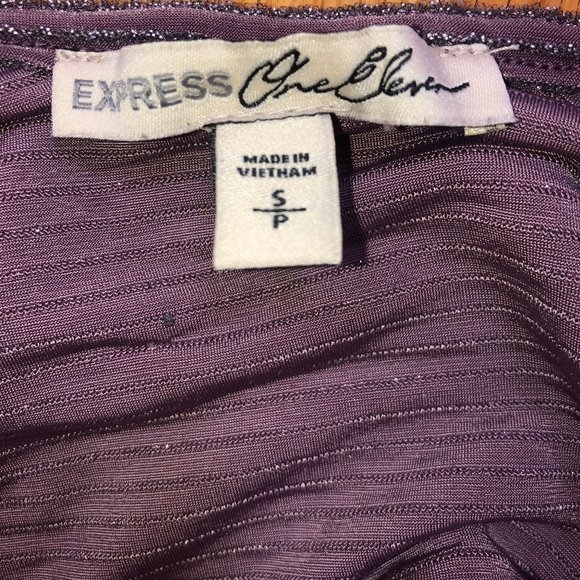 EXPRESS One Eleven
MADE IN
VIETNAM
S
P